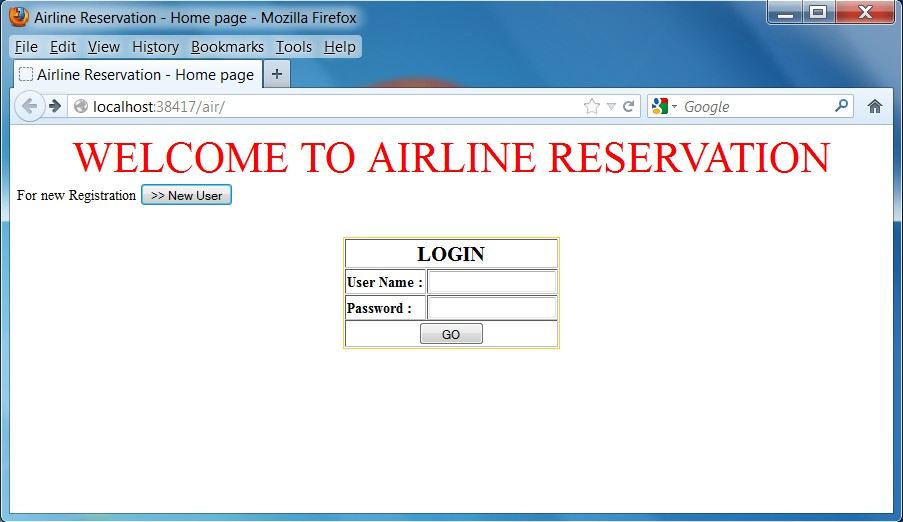 Airline Reservation - Home page - Mozilla Firefox
File Edit View History Bookmarks Tools Help
Airline Reservation - Home page +
localhost:38417/air/ Google
WELCOME TO AIRLINE RESERVATION
For new Registration >> New User
LOGIN
User Name :
Password :
GO